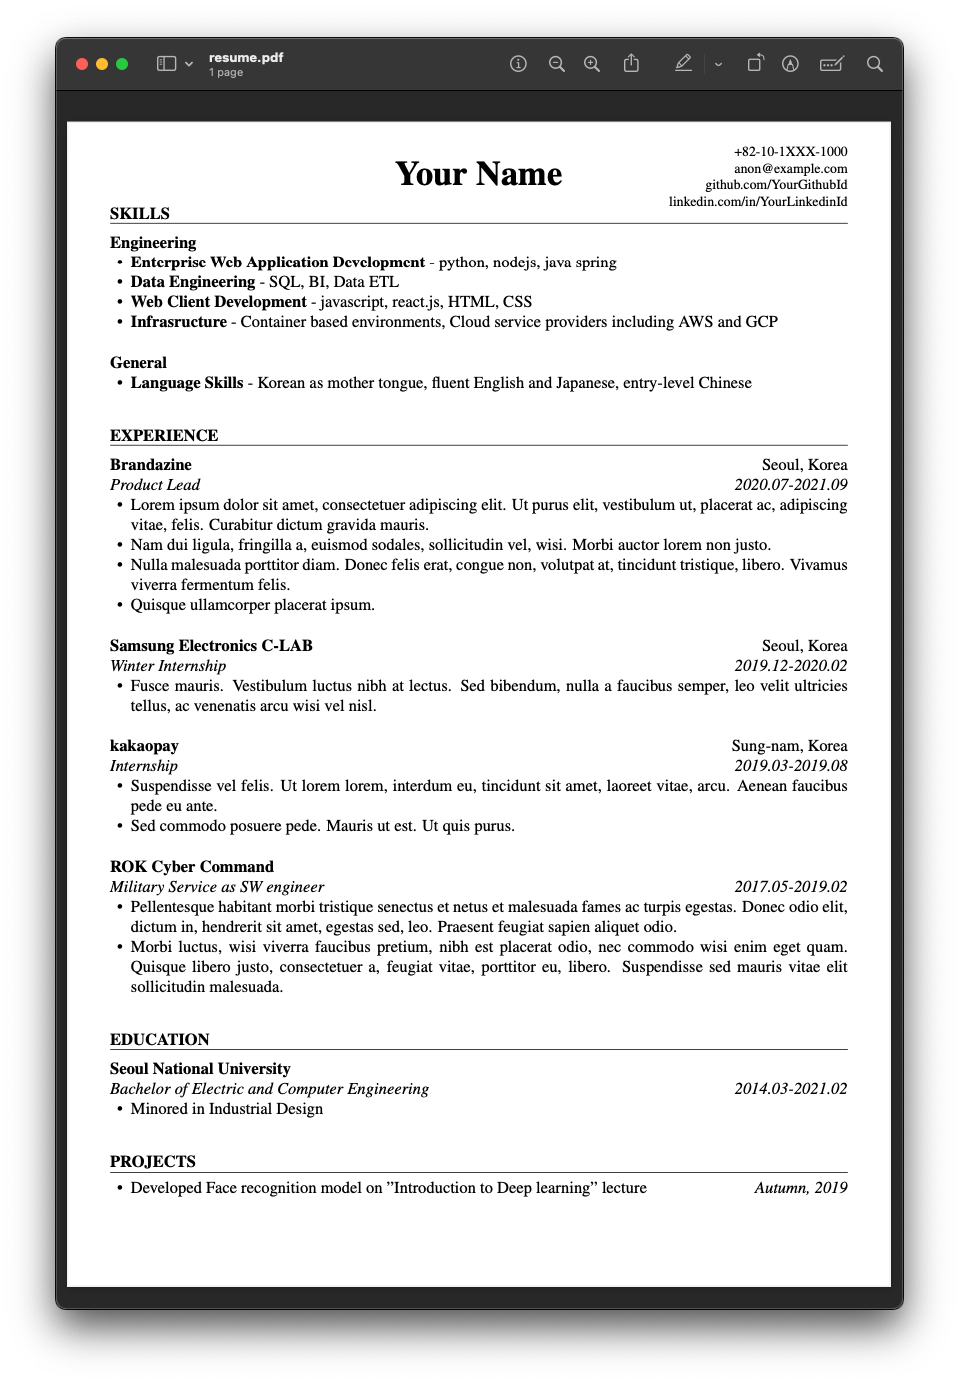 resume.pdf
1 page
+82-10-1XXX-1000
anon@example.com
github.com/YourGithubId
linkedin.com/in/YourLinkedinId
Your Name
SKILLS
Engineering
• Enterprise Web Application Development - python, nodejs, java spring
• Data Engineering - SQL, BI, Data ETL
• Web Client Development - javascript, react.js, HTML, CSS
• Infrasructure - Container based environments, Cloud service providers including AWS and GCP
General
• Language Skills - Korean as mother tongue, fluent English and Japanese, entry-level Chinese
EXPERIENCE
Brandazine Seoul, Korea
Product Lead 2020.07-2021.09
• Lorem ipsum dolor sit amet, consectetuer adipiscing elit. Ut purus elit, vestibulum ut, placerat ac, adipiscing
vitae, felis. Curabitur dictum gravida mauris.
• Nam dui ligula, fringilla a, euismod sodales, sollicitudin vel, wisi. Morbi auctor lorem non justo.
• Nulla malesuada porttitor diam. Donec felis erat, congue non, volutpat at, tincidunt tristique, libero. Vivamus
viverra fermentum felis.
• Quisque ullamcorper placerat ipsum.
Samsung Electronics C-LAB Seoul, Korea
Winter Internship 2019.12-2020.02
• Fusce mauris. Vestibulum luctus nibh at lectus. Sed bibendum, nulla a faucibus semper, leo velit ultricies
tellus, ac venenatis arcu wisi vel nisl.
kakaopay Sung-nam, Korea
Internship 2019.03-2019.08
• Suspendisse vel felis. Ut lorem lorem, interdum eu, tincidunt sit amet, laoreet vitae, arcu. Aenean faucibus
pede eu ante.
• Sed commodo posuere pede. Mauris ut est. Ut quis purus.
ROK Cyber Command
Military Service as SW engineer 2017.05-2019.02
• Pellentesque habitant morbi tristique senectus et netus et malesuada fames ac turpis egestas. Donec odio elit,
dictum in, hendrerit sit amet, egestas sed, leo. Praesent feugiat sapien aliquet odio.
• Morbi luctus, wisi viverra faucibus pretium, nibh est placerat odio, nec commodo wisi enim eget quam.
Quisque libero justo, consectetuer a, feugiat vitae, porttitor eu, libero. Suspendisse sed mauris vitae elit
sollicitudin malesuada.
EDUCATION
Seoul National University
Bachelor of Electric and Computer Engineering 2014.03-2021.02
• Minored in Industrial Design
PROJECTS
• Developed Face recognition model on ”Introduction to Deep learning” lecture Autumn, 2019